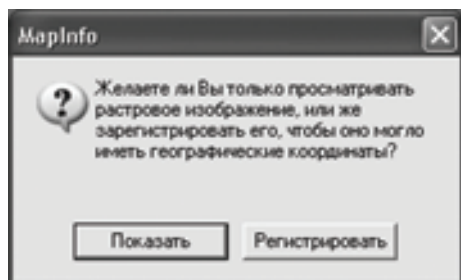 MapInfo
Желаете ли Вы только просматривать
растровое изображение, или же
зарегистрировать его, чтобы оно могло
иметь географические координаты?
Показать
Регистрировать